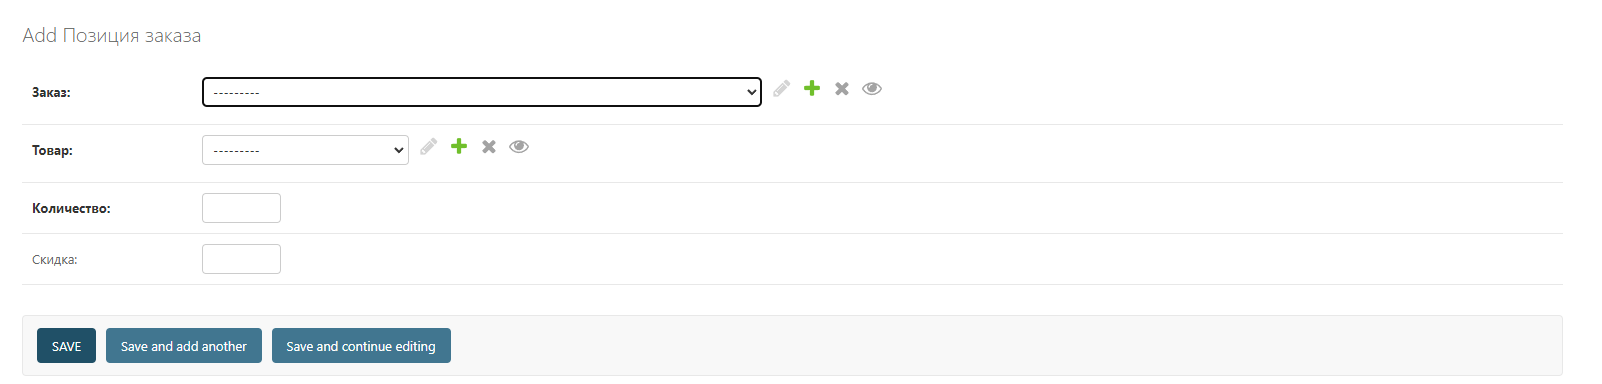 Add Позиция заказа
Заказ: ---------
Товар: ---------
Количество:
Скидка:
SAVE Save and add another Save and continue editing